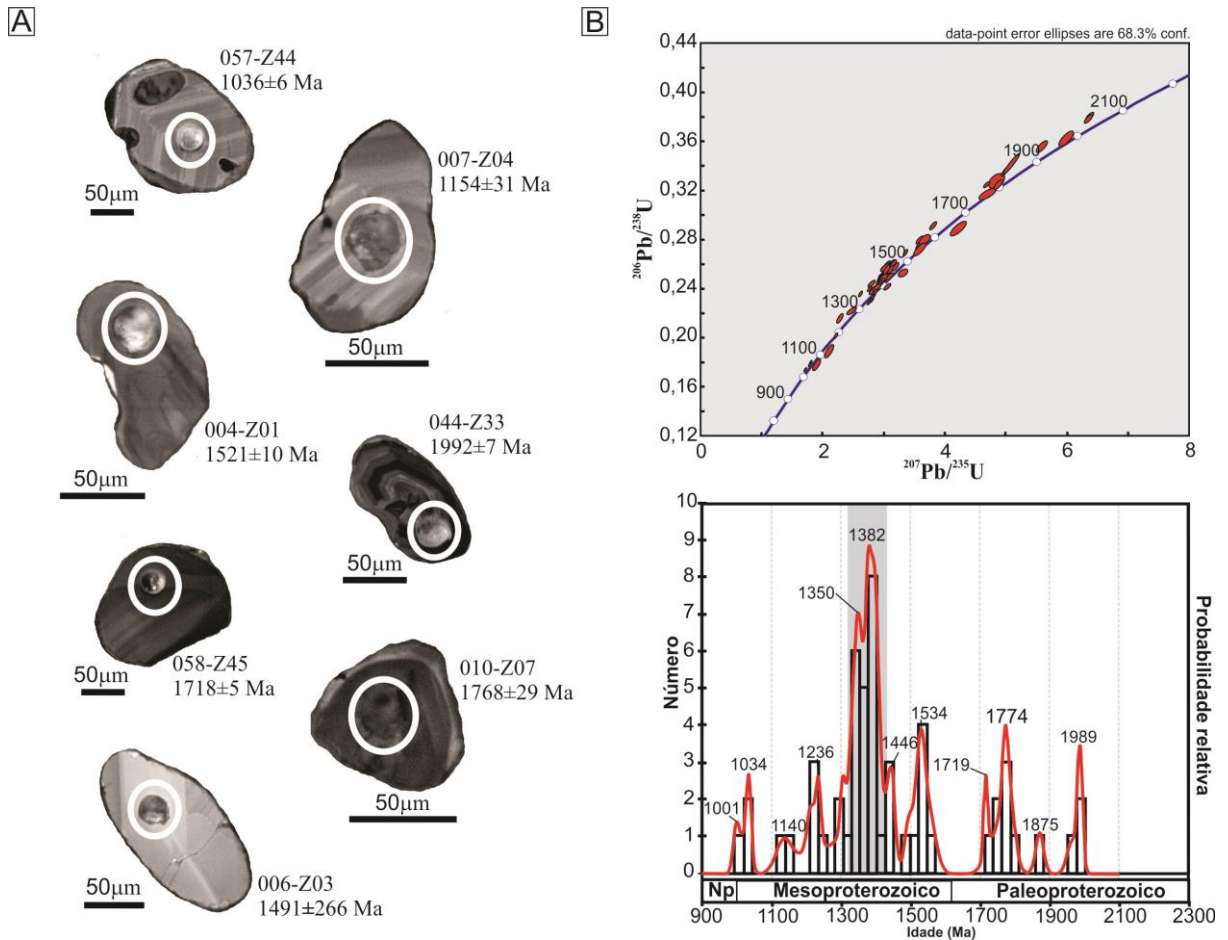 A
057-Z44
1036±6 Ma
50µm
007-Z04
1154±31 Ma
50µm
004-Z01
1521±10 Ma
50µm
044-Z33
1992±7 Ma
50µm
058-Z45
1718±5 Ma
50µm
010-Z07
1768±29 Ma
50µm
006-Z03
1491±266 Ma
50µm
B
data-point error ellipses are 68.3% conf.
0,44
0,40
0,36
0,32
0,28
0,24
0,20
0,16
0,12
206Pb/238U
2100
1900
1700
1500
1300
1100
900
0 2 4 6 8
207Pb/235U
10
9
8
7
6
5
4
3
2
1
0
Número
Probabilidade relativa
1382
1350
1534
1774
1989
1446
1719
1236
1034
1001
1140
1875
Np Mesoproterozoico Paleoproterozoico
900 1100 1300 1500 1700 1900 2100 2300
Idade (Ma)